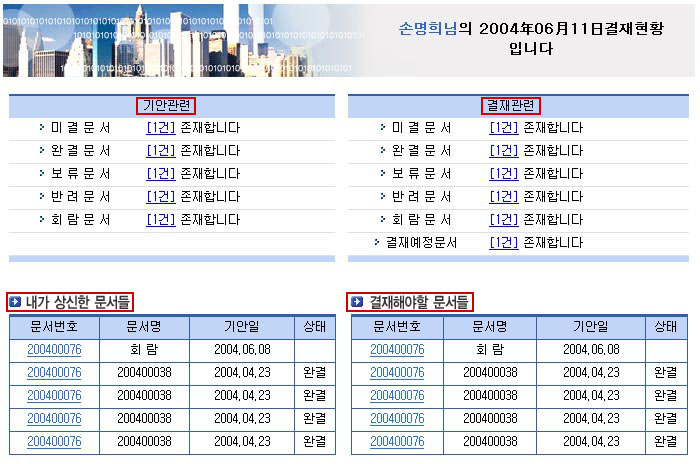 손명희님의 2004년06월11일결재현황
입니다
기안관련
미 결 문 서 [1건] 존재합니다
완 결 문 서 [1건] 존재합니다
보 류 문 서 [1건] 존재합니다
반 려 문 서 [1건] 존재합니다
회 람 문 서 [1건] 존재합니다
결재관련
미 결 문 서 [1건] 존재합니다
완 결 문 서 [1건] 존재합니다
보 류 문 서 [1건] 존재합니다
반 려 문 서 [1건] 존재합니다
회 람 문 서 [1건] 존재합니다
결재예정문서 [1건] 존재합니다
내가 상신한 문서들
문서번호 문서명 기안일 상태
200400076 회 람 2004.06.08
200400076 200400038 2004.04.23 완결
200400076 200400038 2004.04.23 완결
200400076 200400038 2004.04.23 완결
200400076 200400038 2004.04.23 완결
결재해야할 문서들
문서번호 문서명 기안일 상태
200400076 회 람 2004.06.08
200400076 200400038 2004.04.23 완결
200400076 200400038 2004.04.23 완결
200400076 200400038 2004.04.23 완결
200400076 200400038 2004.04.23 완결